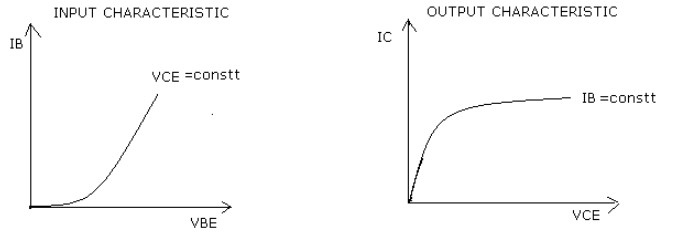 INPUT CHARACTERISTIC
IB
VCE =constt
VBE
OUTPUT CHARACTERISTIC
IC
IB =constt
VCE